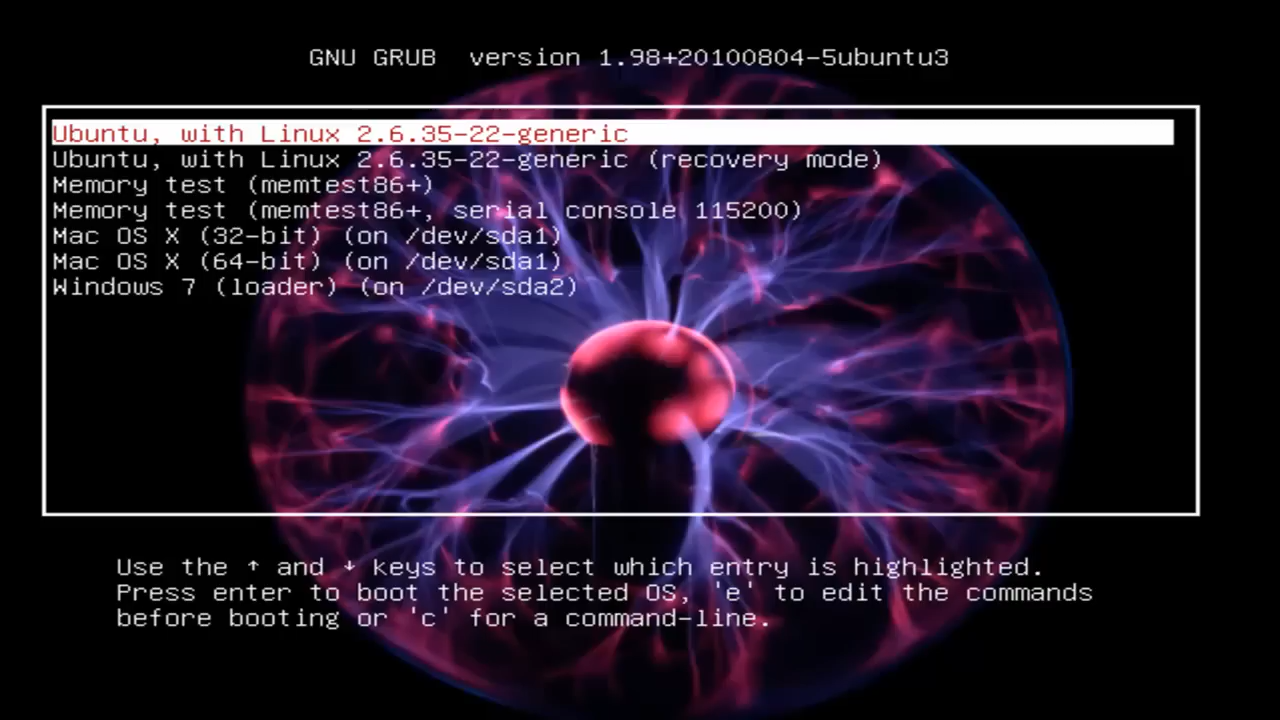 GNU GRUB  version 1.98+20100804-5ubuntu3
Ubuntu, with Linux 2.6.35-22-generic
Ubuntu, with Linux 2.6.35-22-generic (recovery mode)
Memory test (memtest86+)
Memory test (memtest86+, serial console 115200)
Mac OS X (32-bit) (on /dev/sda1)
Mac OS X (64-bit) (on /dev/sda1)
Windows 7 (loader) (on /dev/sda2)
Use the ↑ and ↓ keys to select which entry is highlighted.
Press enter to boot the selected OS, 'e' to edit the commands
before booting or 'c' for a command-line.